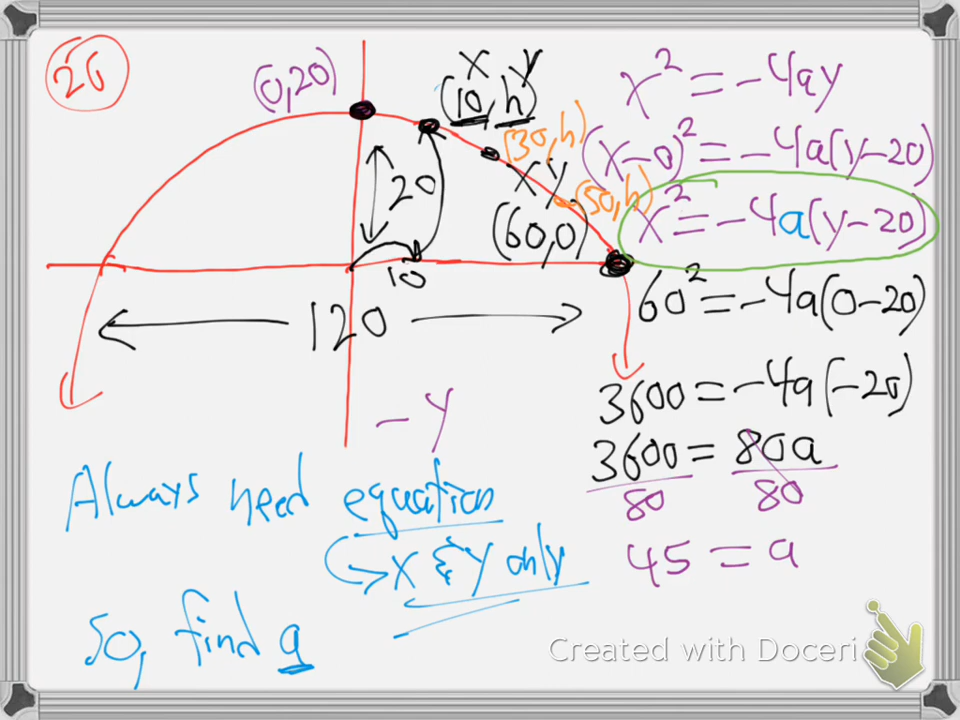 26
(0,20)
x y
(10, h)
(30, h)
x y
(50, h)
(60,0)
20
10
120
- y
x² = -4ay
(x-0)² = -4a(y-20)
x² = -4a(y-20)
60² = -4a(0-20)
3600 = -4a(-20)
3600 = 80a
80 80
45 = a
Always need equation
x & y only
So, find a
Created with Doceri